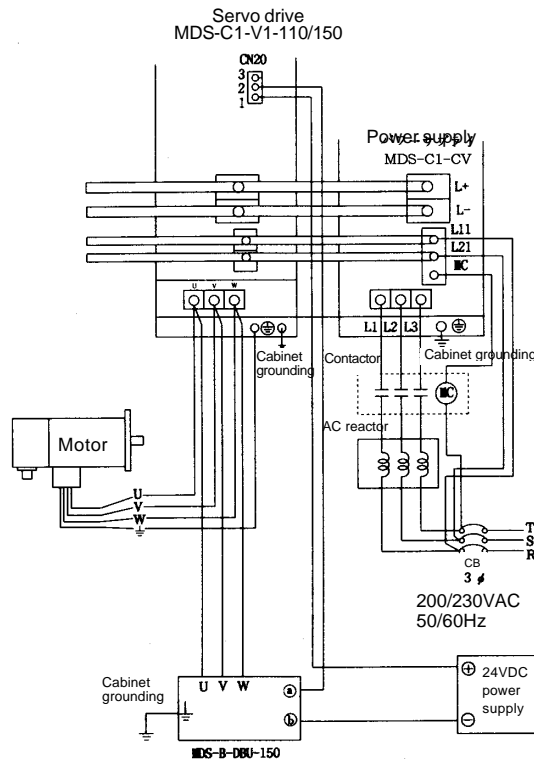 Servo drive
MDS-C1-V1-110/150
CN20
3
2
1
Power supply
MDS-C1-CV
L+
L-
L11
L21
MC
U V W
L1 L2 L3
Cabinet grounding
Contactor
Cabinet grounding
MC
AC reactor
Motor
U
V
W
T
S
R
CB
3 ø
200/230VAC
50/60Hz
Cabinet grounding
U V W
a
b
24VDC
power
supply
MDS-B-DBU-150